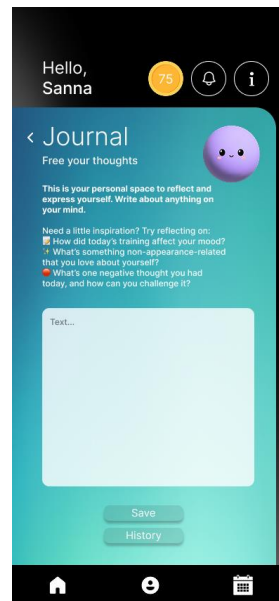 Hello,
Sanna
75
i
< Journal
Free your thoughts
This is your personal space to reflect and
express yourself. Write about anything on
your mind.
Need a little inspiration? Try reflecting on:
📝 How did today's training affect your mood?
✨ What's something non-appearance-related
that you love about yourself?
🔴 What's one negative thought you had
today, and how can you challenge it?
Text...
Save
History